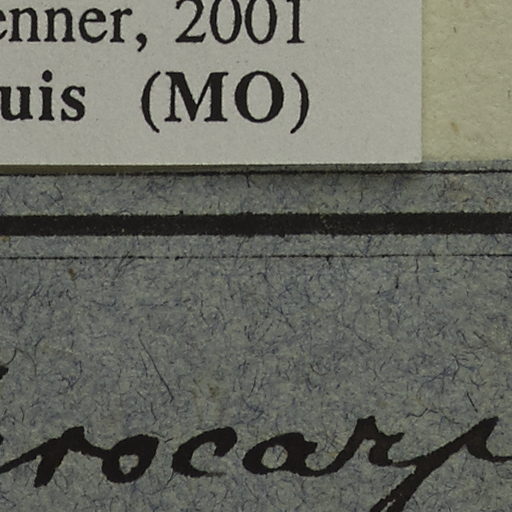 enner, 2001
uis (MO)
rocarp